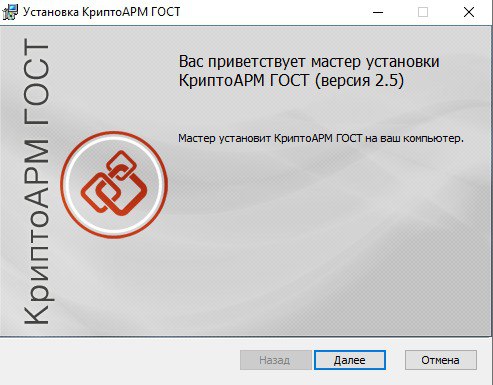 Установка КриптоАРМ ГОСТ
КриптоАРМ ГОСТ
Вас приветствует мастер установки
КриптоАРМ ГОСТ (версия 2.5)
Мастер установит КриптоАРМ ГОСТ на ваш компьютер.
Назад
Далее
Отмена